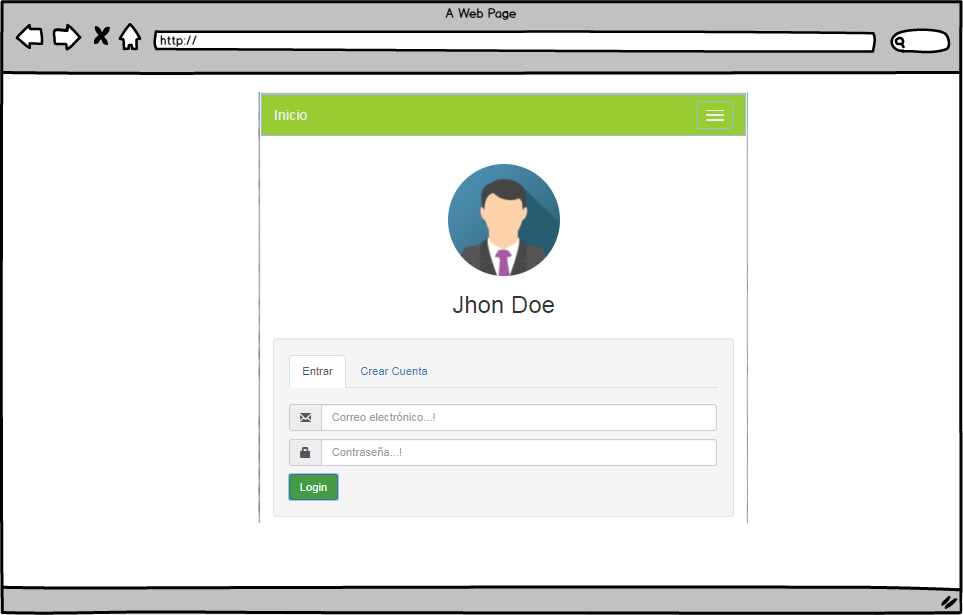 A Web Page
http://
Inicio
Jhon Doe
Entrar
Crear Cuenta
Correo electrónico...!
Contraseña...!
Login